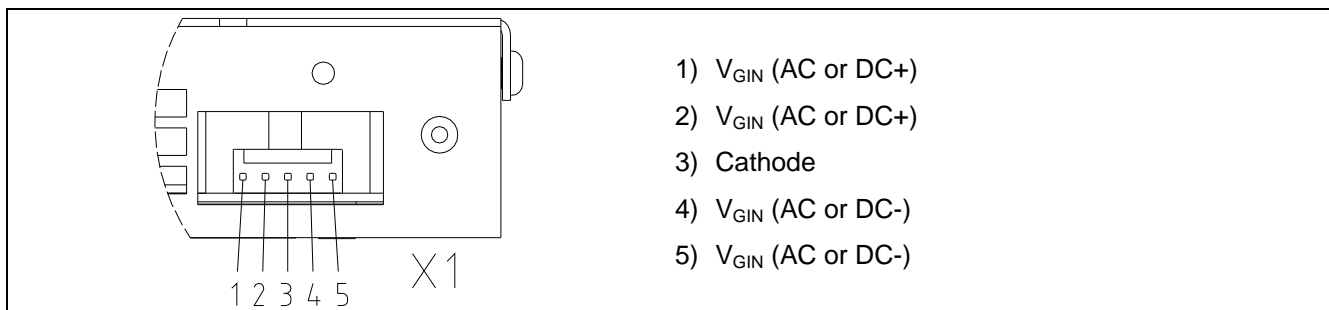 1 2 3 4 5
X1
1) VGIN (AC or DC+)
2) VGIN (AC or DC+)
3) Cathode
4) VGIN (AC or DC-)
5) VGIN (AC or DC-)